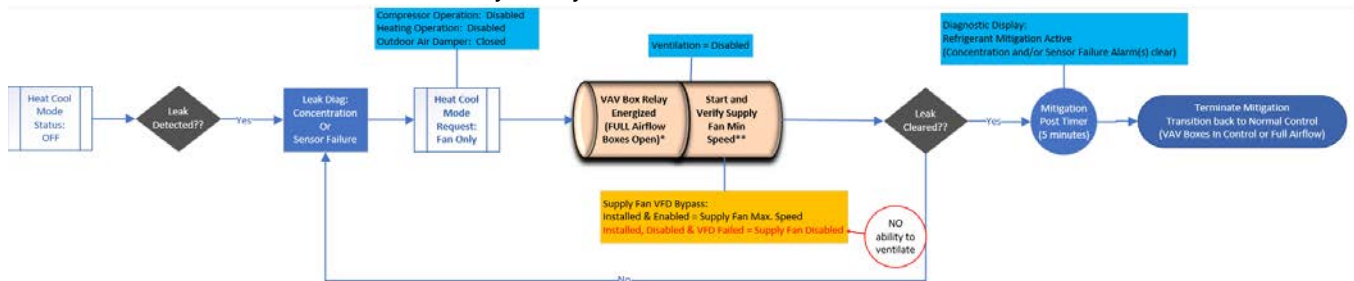 Compressor Operation: Disabled
Heating Operation: Disabled
Outdoor Air Damper: Closed
Diagnostic Display:
Refrigerant Mitigation Active
(Concentration and/or Sensor Failure Alarm(s) clear)
Ventilation = Disabled
Heat Cool
Mode
Status:
OFF
Leak
Detected??
Yes
Leak Diag:
Concentration
Or
Sensor Failure
Heat Cool
Mode
Request:
Fan Only
VAV Box Relay
Energized
(FULL Airflow
Boxes Open)*
Start and
Verify Supply
Fan Min
Speed**
Leak
Cleared??
Yes
Mitigation
Post Timer
(5 minutes)
Terminate Mitigation
Transition back to Normal Control
(VAV Boxes In Control or Full Airflow)
Supply Fan VFD Bypass:
Installed & Enabled = Supply Fan Max. Speed
Installed, Disabled & VFD Failed = Supply Fan Disabled
NO
ability to
ventilate
No